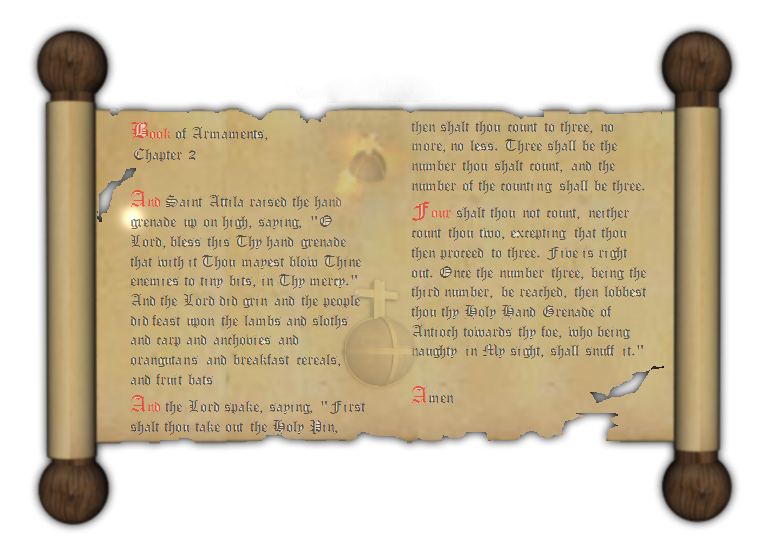 Book of Armaments,
Chapter 2
And Saint Attila raised the hand
grenade up on high, saying, "O
Lord, bless this Thy hand grenade
that with it Thou mayest blow Thine
enemies to tiny bits, in Thy mercy."
And the Lord did grin and the people
did feast upon the lambs and sloths
and carp and anchovies and
orangutans and breakfast cereals,
and fruit bats
And the Lord spake, saying, "First
shalt thou take out the Holy Pin,
then shalt thou count to three, no
more, no less. Three shall be the
number thou shalt count, and the
number of the counting shall be three.
Four shalt thou not count, neither
count thou two, excepting that thou
then proceed to three. Five is right
out. Once the number three, being the
third number, be reached, then lobbest
thou thy Holy Hand Grenade of
Antioch towards thy foe, who being
naughty in My sight, shall snuff it."
Amen